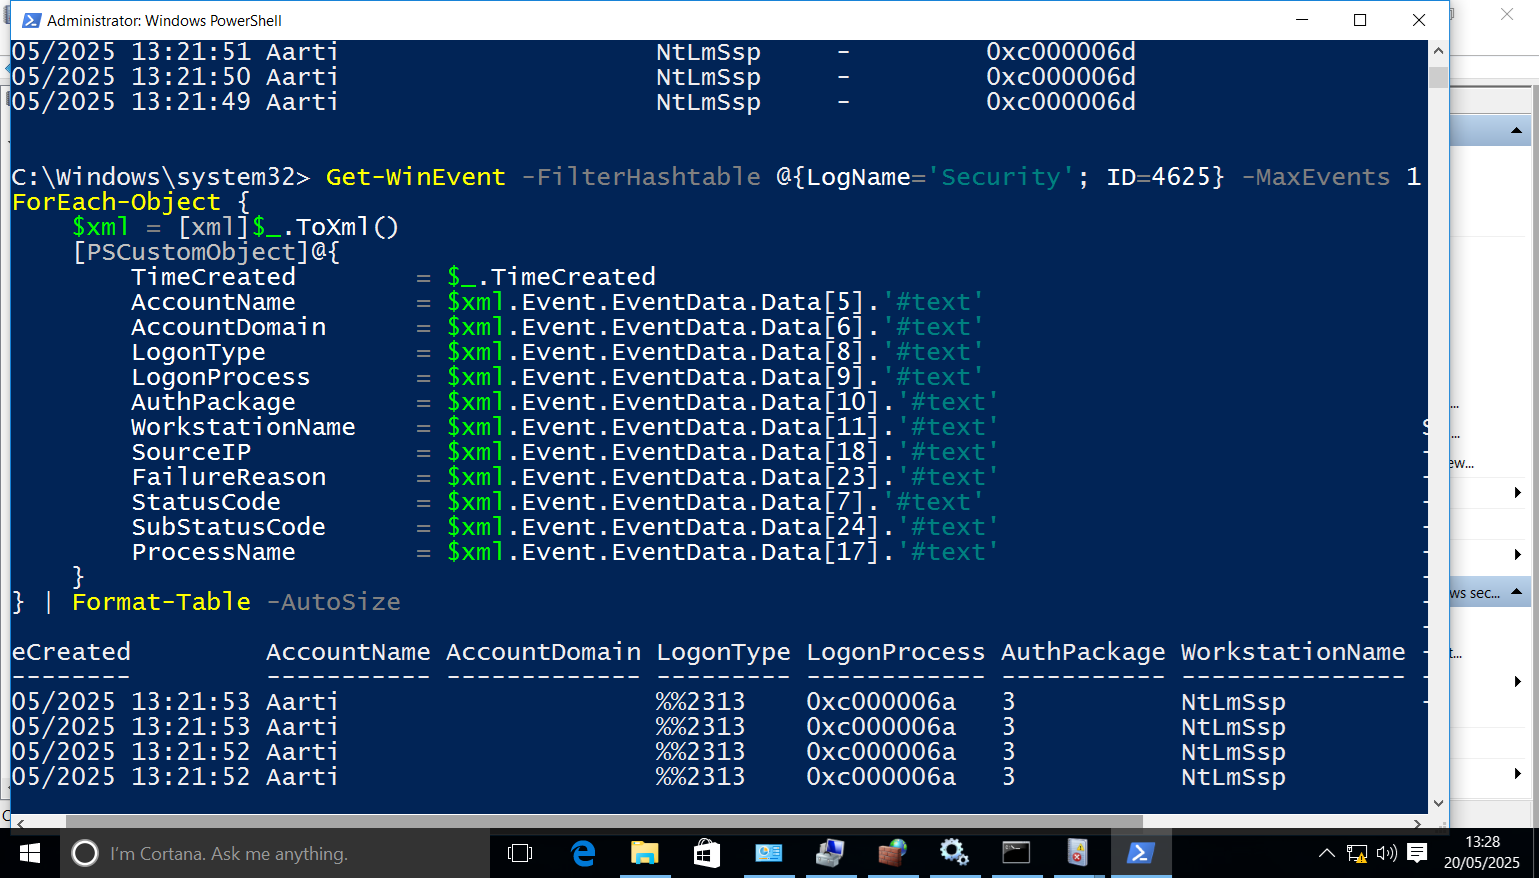 Administrator: Windows PowerShell
05/2025 13:21:51 Aarti NtLmSsp - 0xc000006d
05/2025 13:21:50 Aarti NtLmSsp - 0xc000006d
05/2025 13:21:49 Aarti NtLmSsp - 0xc000006d
C:\Windows\system32> Get-WinEvent -FilterHashtable @{LogName='Security'; ID=4625} -MaxEvents 1
ForEach-Object {
$xml = [xml]$_.ToXml()
[PSCustomObject]@{
TimeCreated = $_.TimeCreated
AccountName = $xml.Event.EventData.Data[5].'#text'
AccountDomain = $xml.Event.EventData.Data[6].'#text'
LogonType = $xml.Event.EventData.Data[8].'#text'
LogonProcess = $xml.Event.EventData.Data[9].'#text'
AuthPackage = $xml.Event.EventData.Data[10].'#text'
WorkstationName = $xml.Event.EventData.Data[11].'#text'
SourceIP = $xml.Event.EventData.Data[18].'#text'
FailureReason = $xml.Event.EventData.Data[23].'#text'
StatusCode = $xml.Event.EventData.Data[7].'#text'
SubStatusCode = $xml.Event.EventData.Data[24].'#text'
ProcessName = $xml.Event.EventData.Data[17].'#text'
}
} | Format-Table -AutoSize
eCreated AccountName AccountDomain LogonType LogonProcess AuthPackage WorkstationName
-------- ----------- ------------- --------- ------------ ----------- ---------------
05/2025 13:21:53 Aarti %%2313 0xc000006a 3 NtLmSsp
05/2025 13:21:53 Aarti %%2313 0xc000006a 3 NtLmSsp
05/2025 13:21:52 Aarti %%2313 0xc000006a 3 NtLmSsp
05/2025 13:21:52 Aarti %%2313 0xc000006a 3 NtLmSsp
...
...
ew...
ws sec...
t...
I'm Cortana. Ask me anything.
13:28
20/05/2025